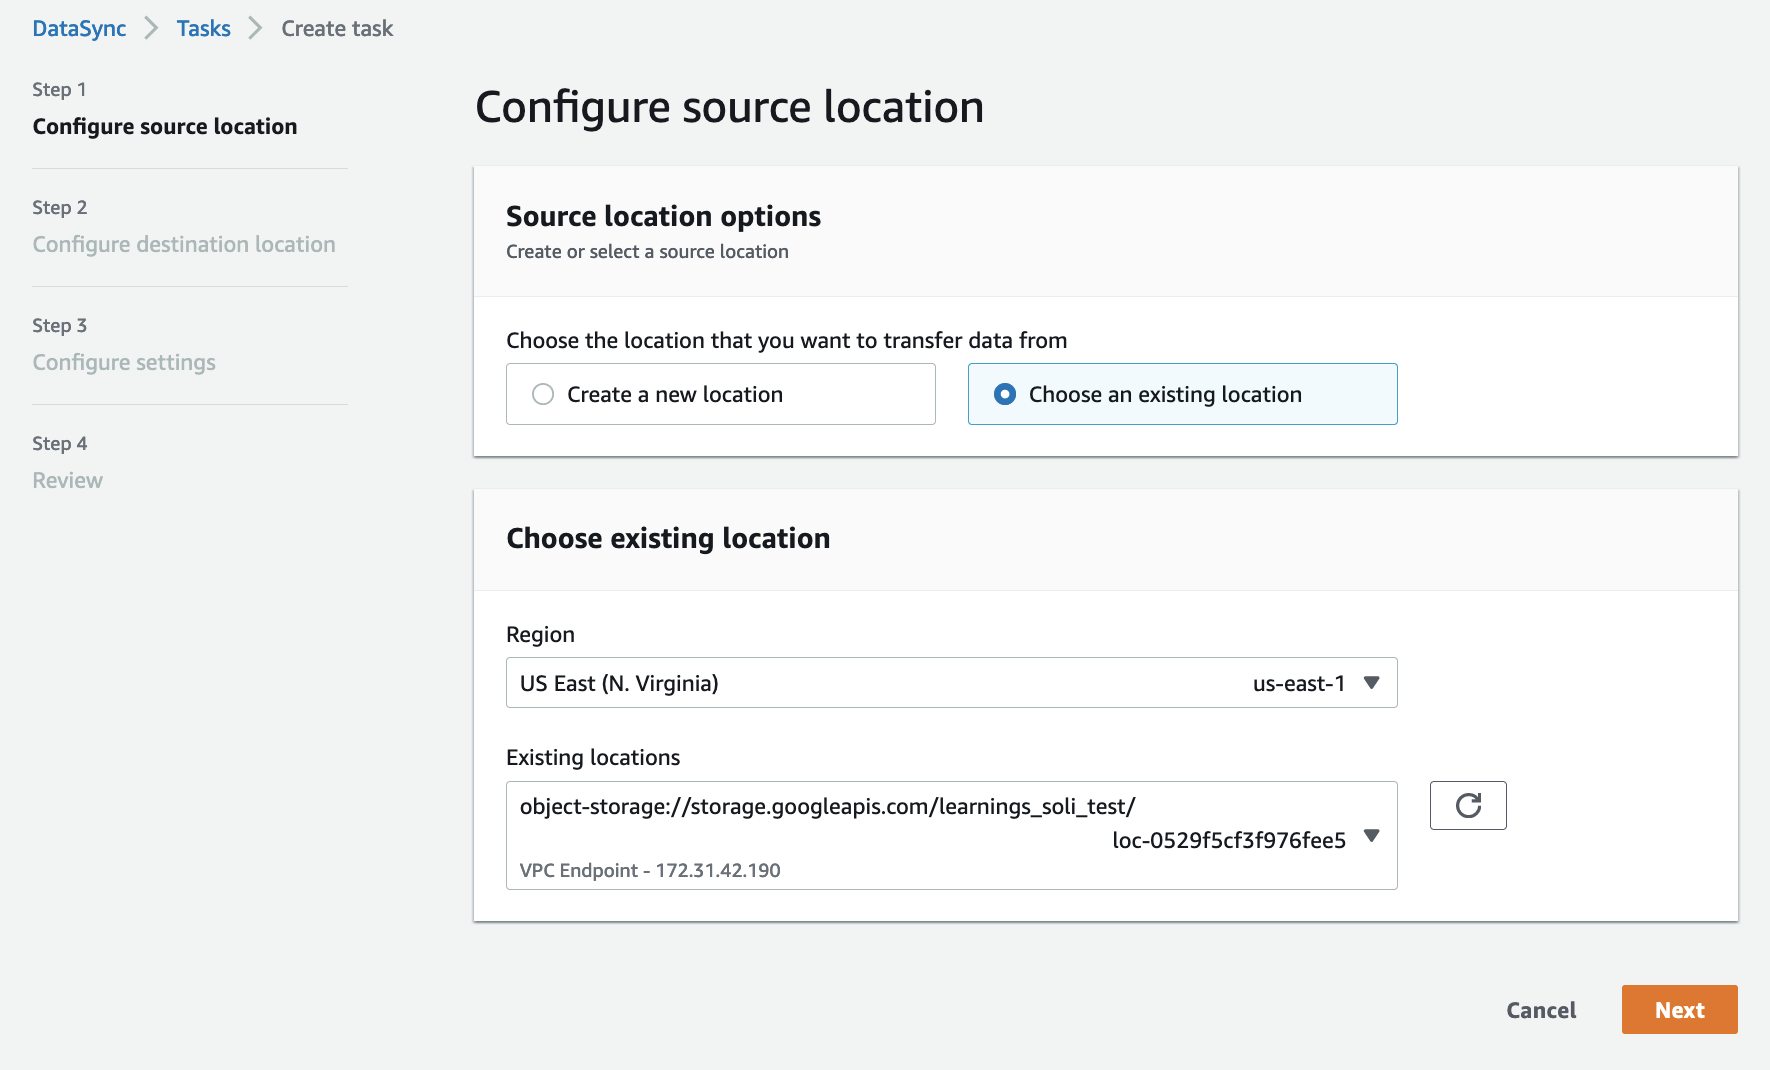 DataSync > Tasks > Create task
Step 1
Configure source location
Step 2
Configure destination location
Step 3
Configure settings
Step 4
Review
Configure source location
Source location options
Create or select a source location
Choose the location that you want to transfer data from
Create a new location
Choose an existing location
Choose existing location
Region
US East (N. Virginia) us-east-1
Existing locations
object-storage://storage.googleapis.com/learnings_soli_test/
loc-0529f5cf3f976fee5
VPC Endpoint - 172.31.42.190
Cancel Next